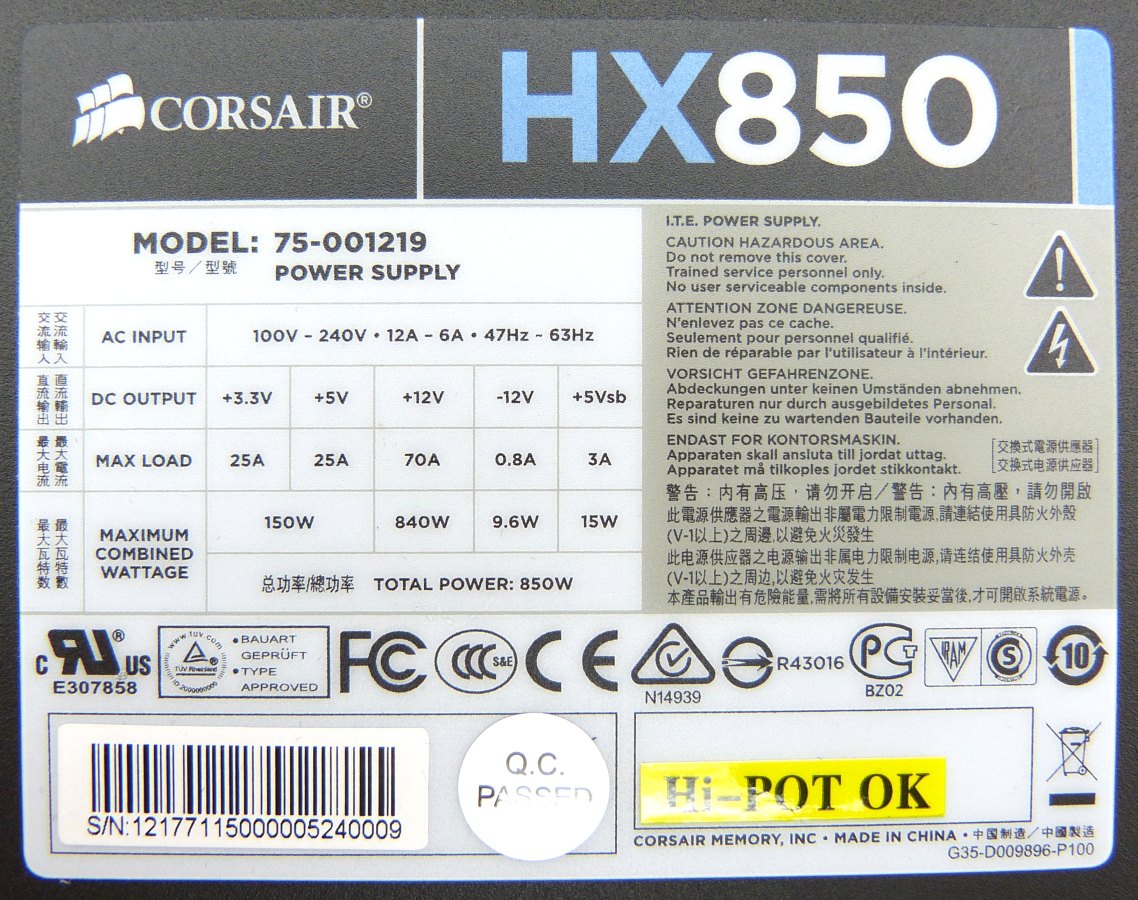 CORSAIR®
HX850
MODEL: 75-001219
型号／型號 POWER SUPPLY
交流输入 交流輸入 AC INPUT 100V – 240V • 12A – 6A • 47Hz ~ 63Hz
直流输出 直流輸出 DC OUTPUT +3.3V +5V +12V -12V +5Vsb
最大电流 最大電流 MAX LOAD 25A 25A 70A 0.8A 3A
最大瓦特数 最大瓦特數 MAXIMUM COMBINED WATTAGE 150W 840W 9.6W 15W
总功率/總功率 TOTAL POWER: 850W
I.T.E. POWER SUPPLY.
CAUTION HAZARDOUS AREA.
Do not remove this cover.
Trained service personnel only.
No user serviceable components inside.
ATTENTION ZONE DANGEREUSE.
N'enlevez pas ce cache.
Seulement pour personnel qualifié.
Rien de réparable par l'utilisateur à l'intérieur.
VORSICHT GEFAHRENZONE.
Abdeckungen unter keinen Umständen abnehmen.
Reparaturen nur durch ausgebildetes Personal.
Es sind keine zu wartenden Bauteile vorhanden.
ENDAST FOR KONTORSMASKIN.
Apparaten skall ansluta till jordat uttag.
Apparatet må tilkoples jordet stikkontakt.
交換式電源供應器
交换式电源供应器
警告：内有高压，请勿开启／警告：內有高壓，請勿開啟
此電源供應器之電源輸出非屬電力限制電源,請連結使用具防火外殼
(V-1以上)之周邊,以避免火災發生
此电源供应器之电源输出非属电力限制电源,请连结使用具防火外壳
(V-1以上)之周边,以避免火灾发生
本產品輸出有危險能量,需將所有設備安裝妥當後,才可開啟系統電源。
c RU® US
E307858
www.tuv.com
TÜV Rheinland
ID 2000000000
• BAUART
GEPRÜFT
• TYPE
APPROVED
FC
CCC S&E
CE
N14939
R43016
PCT
BZ02
IRAM
S
10
S/N:12177115000005240009
Q.C.
PASSED
Hi-POT OK
CORSAIR MEMORY, INC • MADE IN CHINA • 中国制造／中國製造
G35-D009896-P100